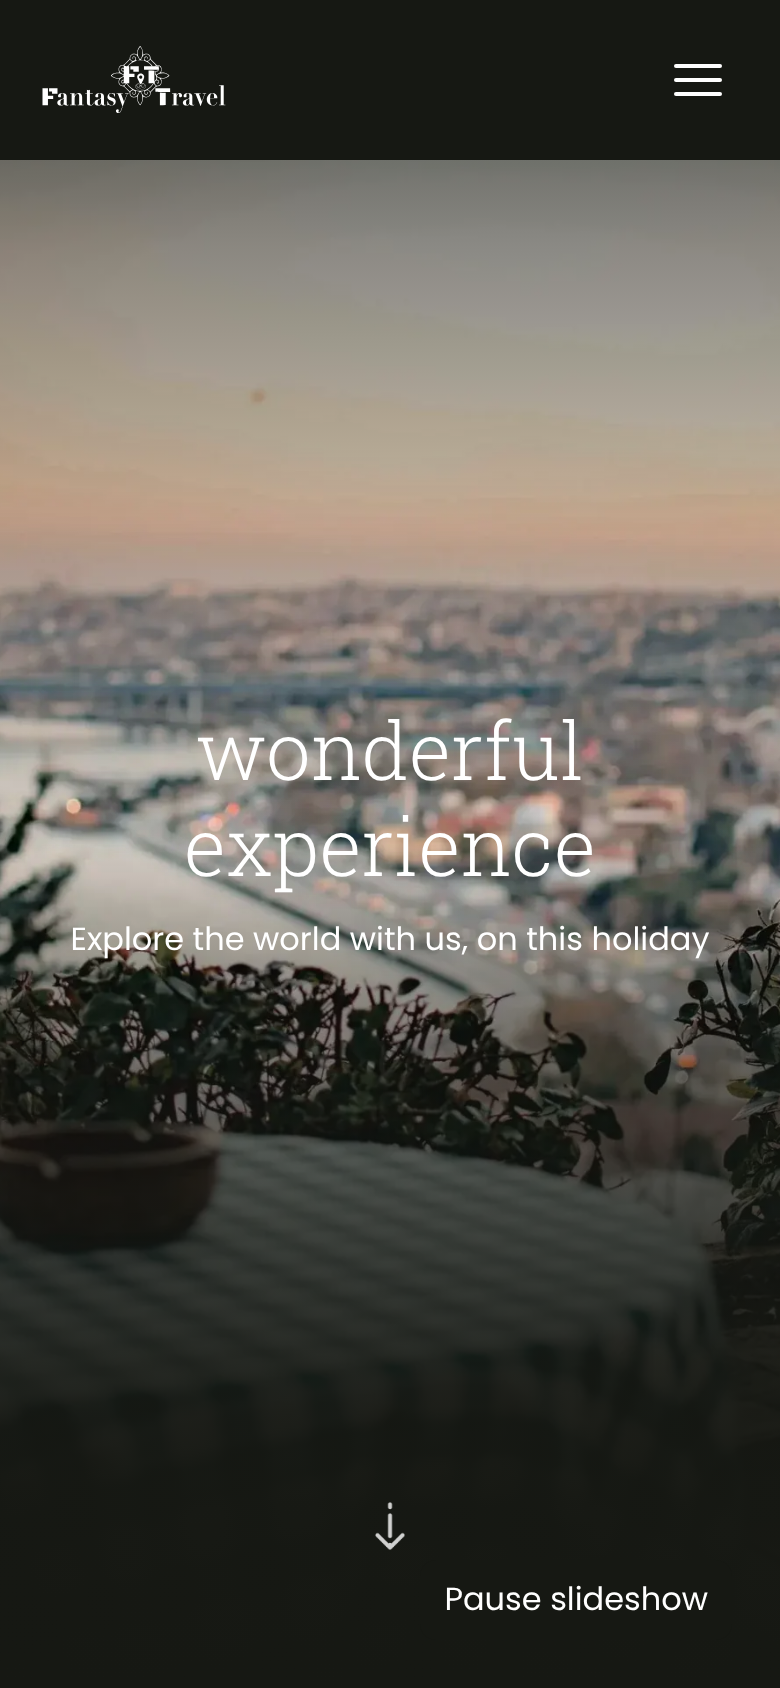 FT
Fantasy Travel
wonderful
experience
Explore the world with us, on this holiday
Pause slideshow